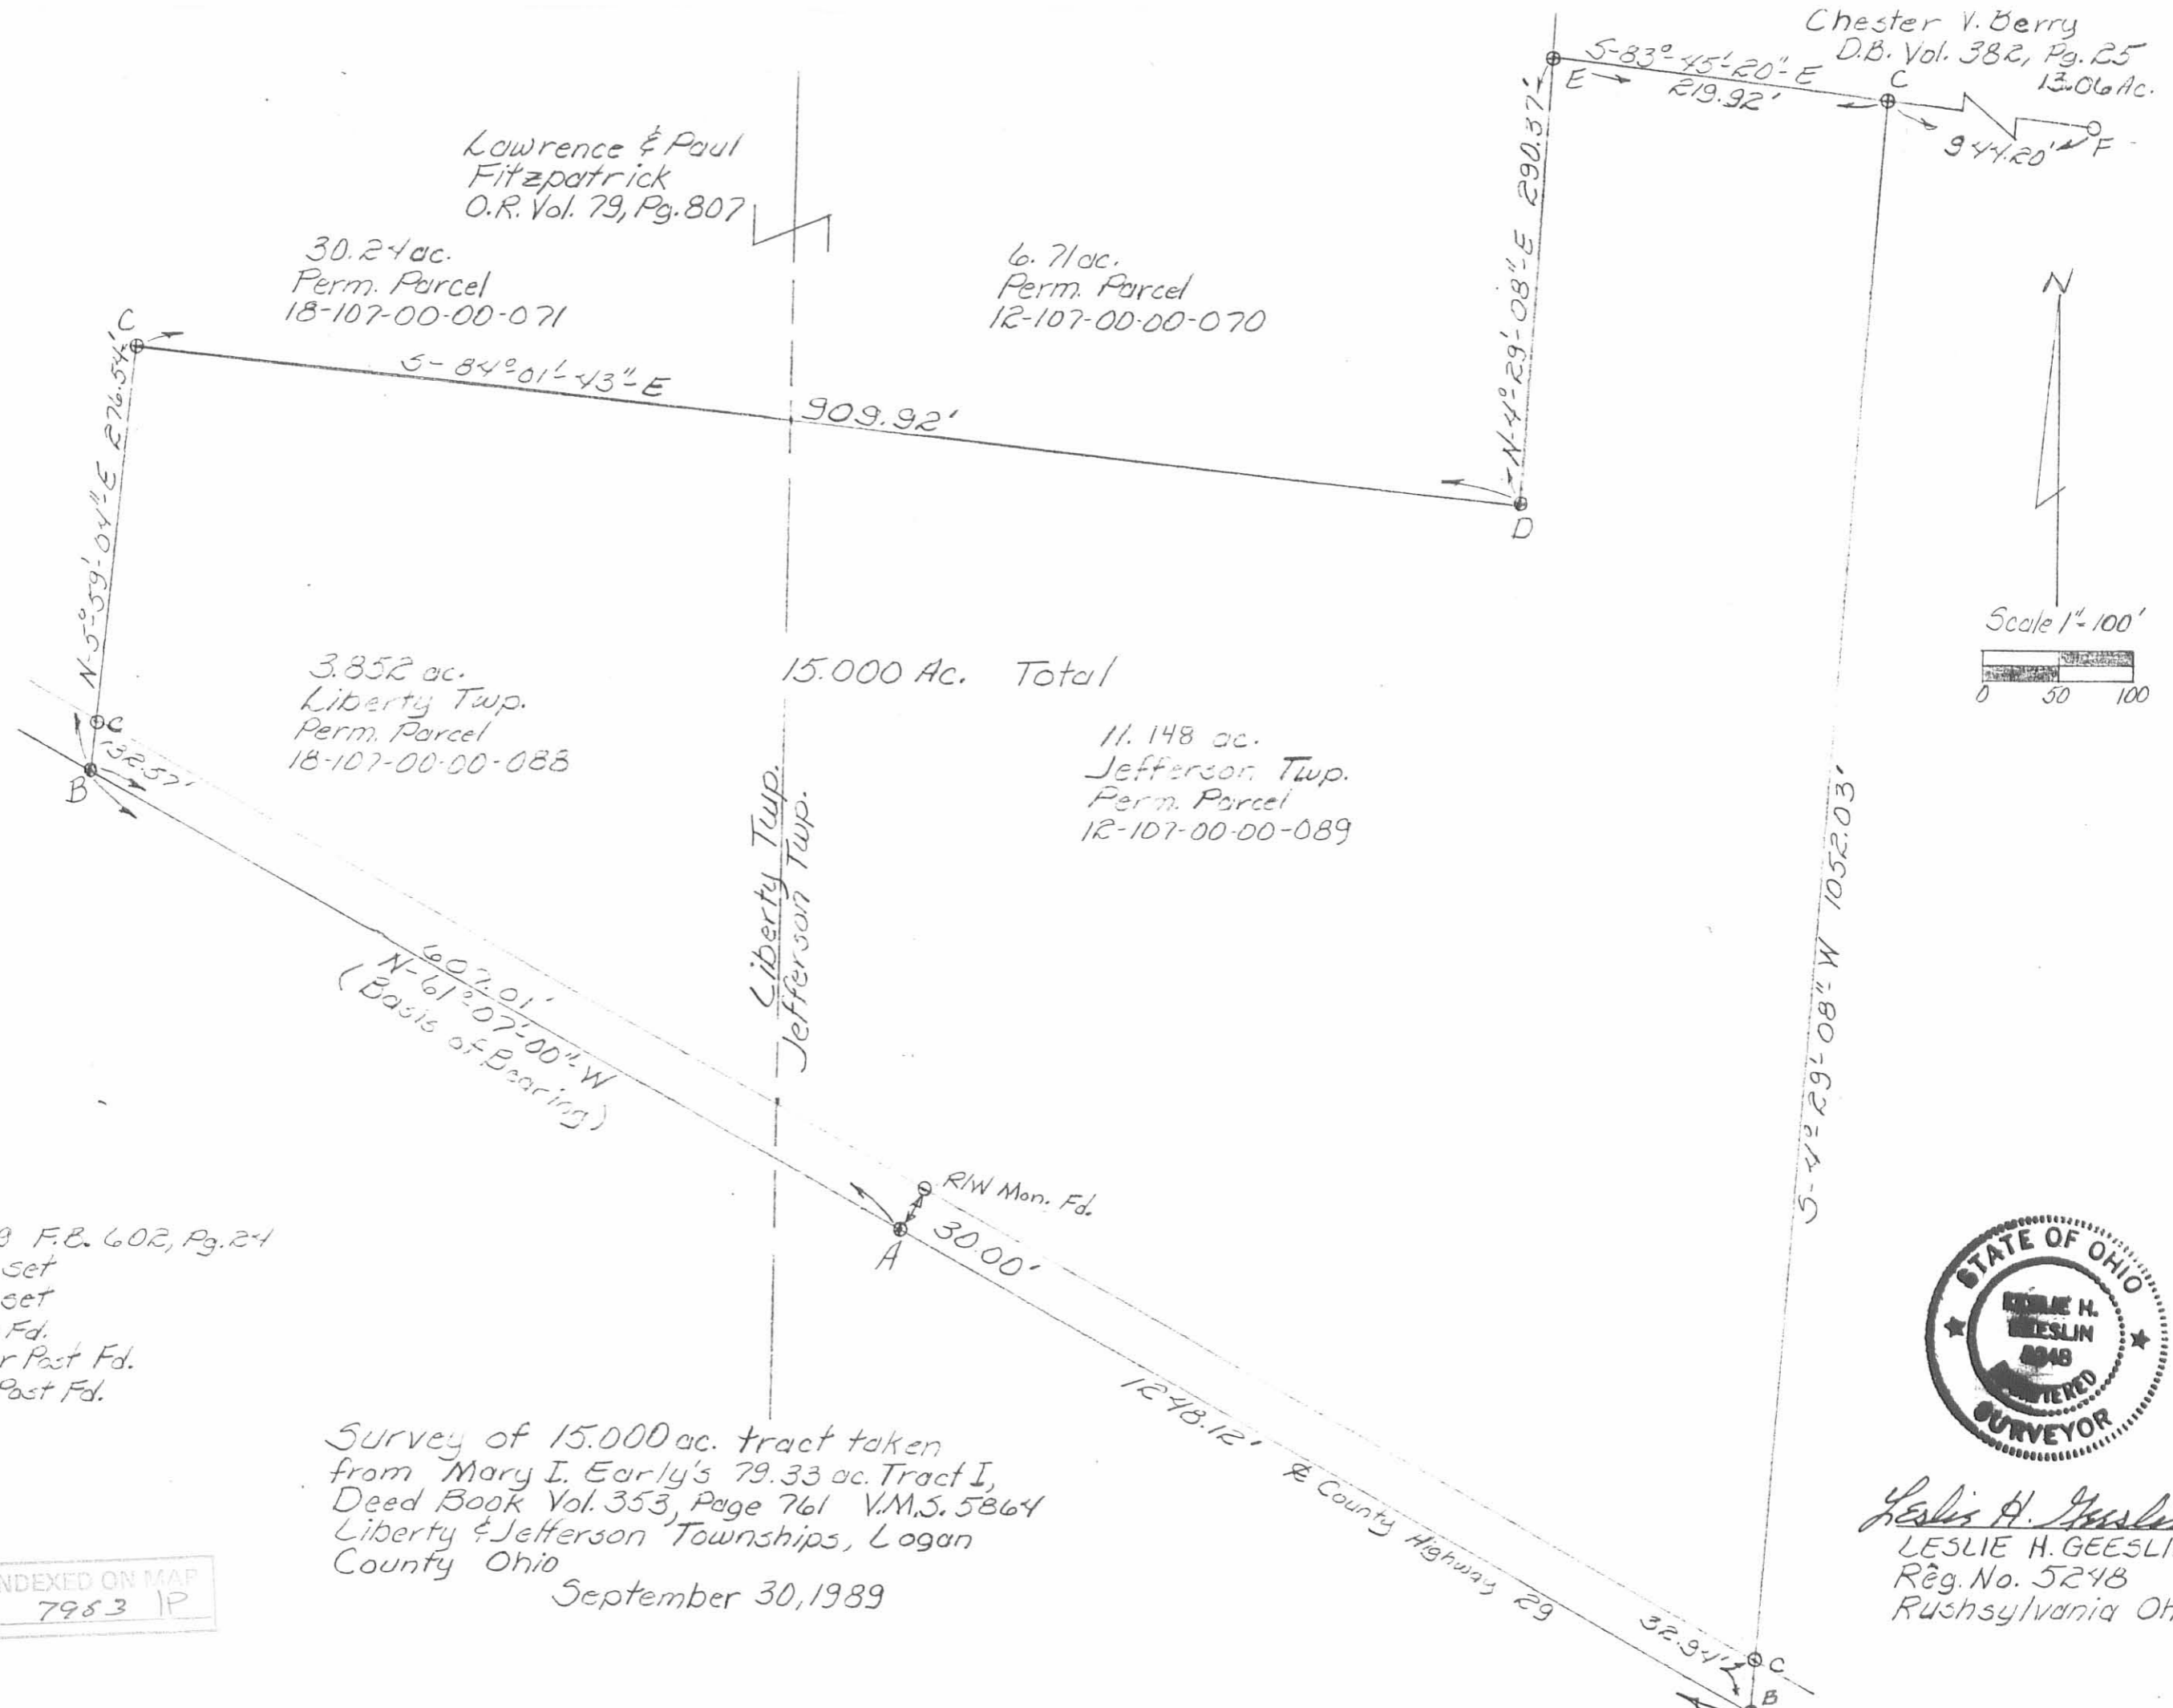 Chester V. Berry
D.B. Vol. 382, Pg. 25
13.06 Ac.
S-83°-45'-20"-E
219.92'
E
C
944.20'
F
N-4°-29'-08"-E 290.37'
Lawrence & Paul
Fitzpatrick
O.R. Vol. 79, Pg. 807
30.24 ac.
Perm. Parcel
18-107-00-00-071
6.71 ac.
Perm. Parcel
12-107-00-00-070
C
S-84°01'-43"-E
909.92'
D
N-5°-59'-04"-E 276.54'
N
Scale 1"=100'
0 50 100
3.852 ac.
Liberty Twp.
Perm. Parcel
18-107-00-00-088
15.000 Ac. Total
11.148 ac.
Jefferson Twp.
Perm. Parcel
12-107-00-00-089
C
32.57'
B
Liberty Twp.
Jefferson Twp.
S-4°-29'-08"-W 1052.03'
607.01'
N-61°-07'-00"-W
(Basis of Bearing)
R/W Mon. Fd.
A
30.00'
F.B. 602, Pg. 24
set
set
Fd.
r Post Fd.
Post Fd.
1248.12'
County Highway 29
32.94'
C
B
Survey of 15.000 ac. tract taken
from Mary I. Early's 79.33 ac. Tract I,
Deed Book Vol. 353, Page 761 V.M.S. 5864
Liberty & Jefferson Townships, Logan
County Ohio
September 30, 1989
NDEXED ON MAP
7963 IP
STATE OF OHIO
LESLIE H.
GEESLIN
5248
REGISTERED
SURVEYOR
Leslie H. Geeslin
LESLIE H. GEESLI
Reg. No. 5248
Rushsylvania Oh